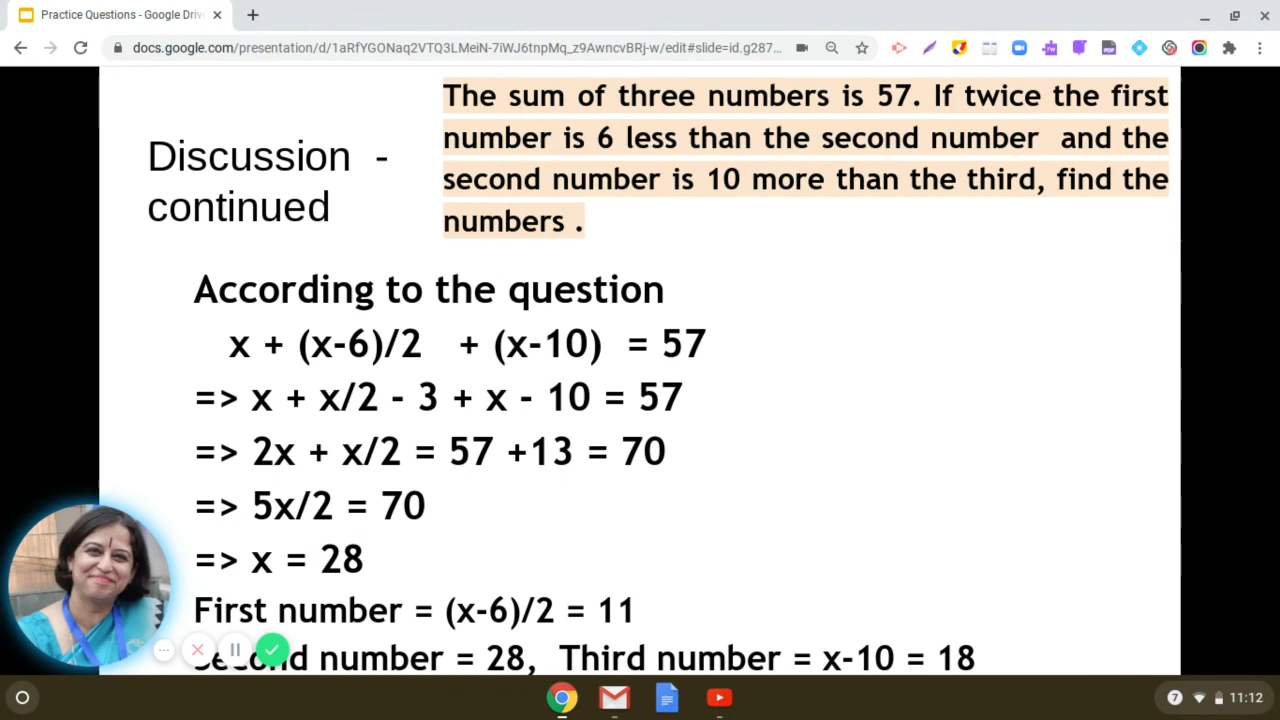 Practice Questions - Google Driv
docs.google.com/presentation/d/1aRfYGONaq2VTQ3LMeiN-7iWJ6tnpMq_z9AwncvBRj-w/edit#slide=id.g287...
Discussion -
continued
The sum of three numbers is 57. If twice the first
number is 6 less than the second number and the
second number is 10 more than the third, find the
numbers .
According to the question
x + (x-6)/2 + (x-10) = 57
=> x + x/2 - 3 + x - 10 = 57
=> 2x + x/2 = 57 +13 = 70
=> 5x/2 = 70
=> x = 28
First number = (x-6)/2 = 11
Second number = 28, Third number = x-10 = 18
7 11:12